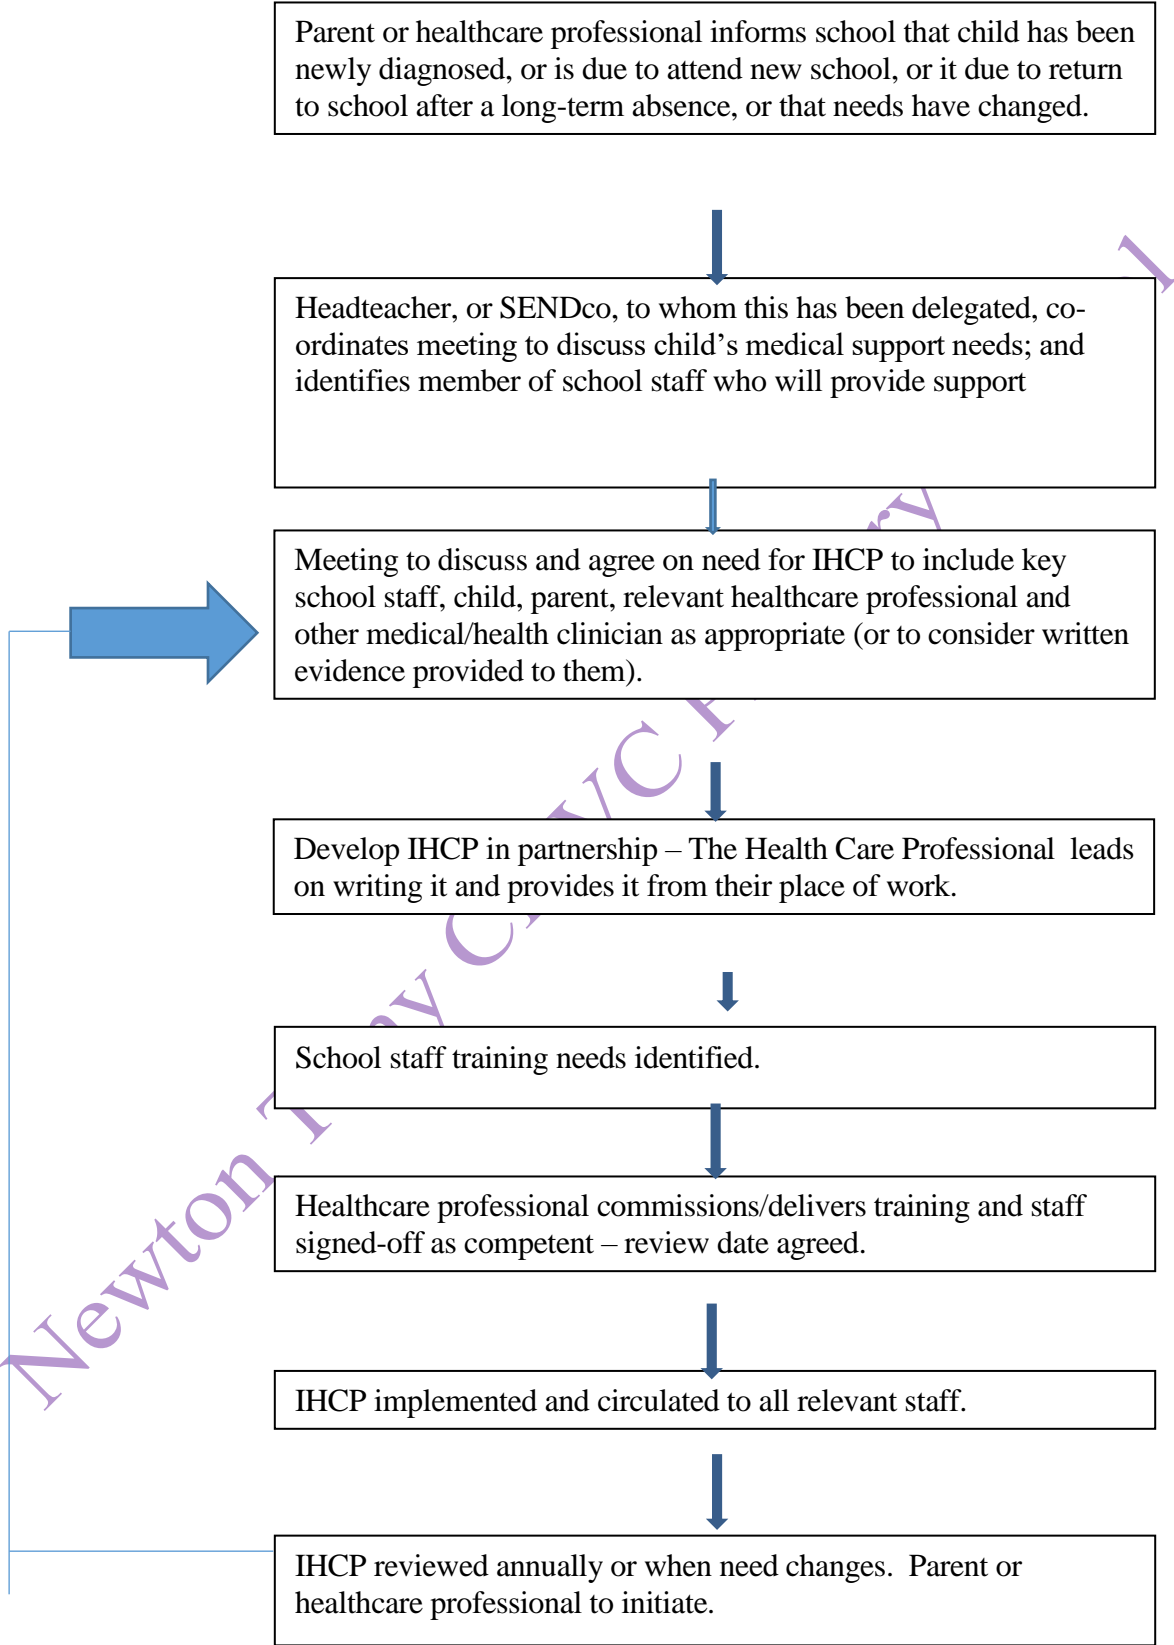 Parent or healthcare professional informs school that child has been
newly diagnosed, or is due to attend new school, or it due to return
to school after a long-term absence, or that needs have changed.
Headteacher, or SENDco, to whom this has been delegated, co-
ordinates meeting to discuss child’s medical support needs; and
identifies member of school staff who will provide support
Meeting to discuss and agree on need for IHCP to include key
school staff, child, parent, relevant healthcare professional and
other medical/health clinician as appropriate (or to consider written
evidence provided to them).
Develop IHCP in partnership – The Health Care Professional  leads
on writing it and provides it from their place of work.
School staff training needs identified.
Healthcare professional commissions/delivers training and staff
signed-off as competent – review date agreed.
IHCP implemented and circulated to all relevant staff.
IHCP reviewed annually or when need changes.  Parent or
healthcare professional to initiate.
Newton